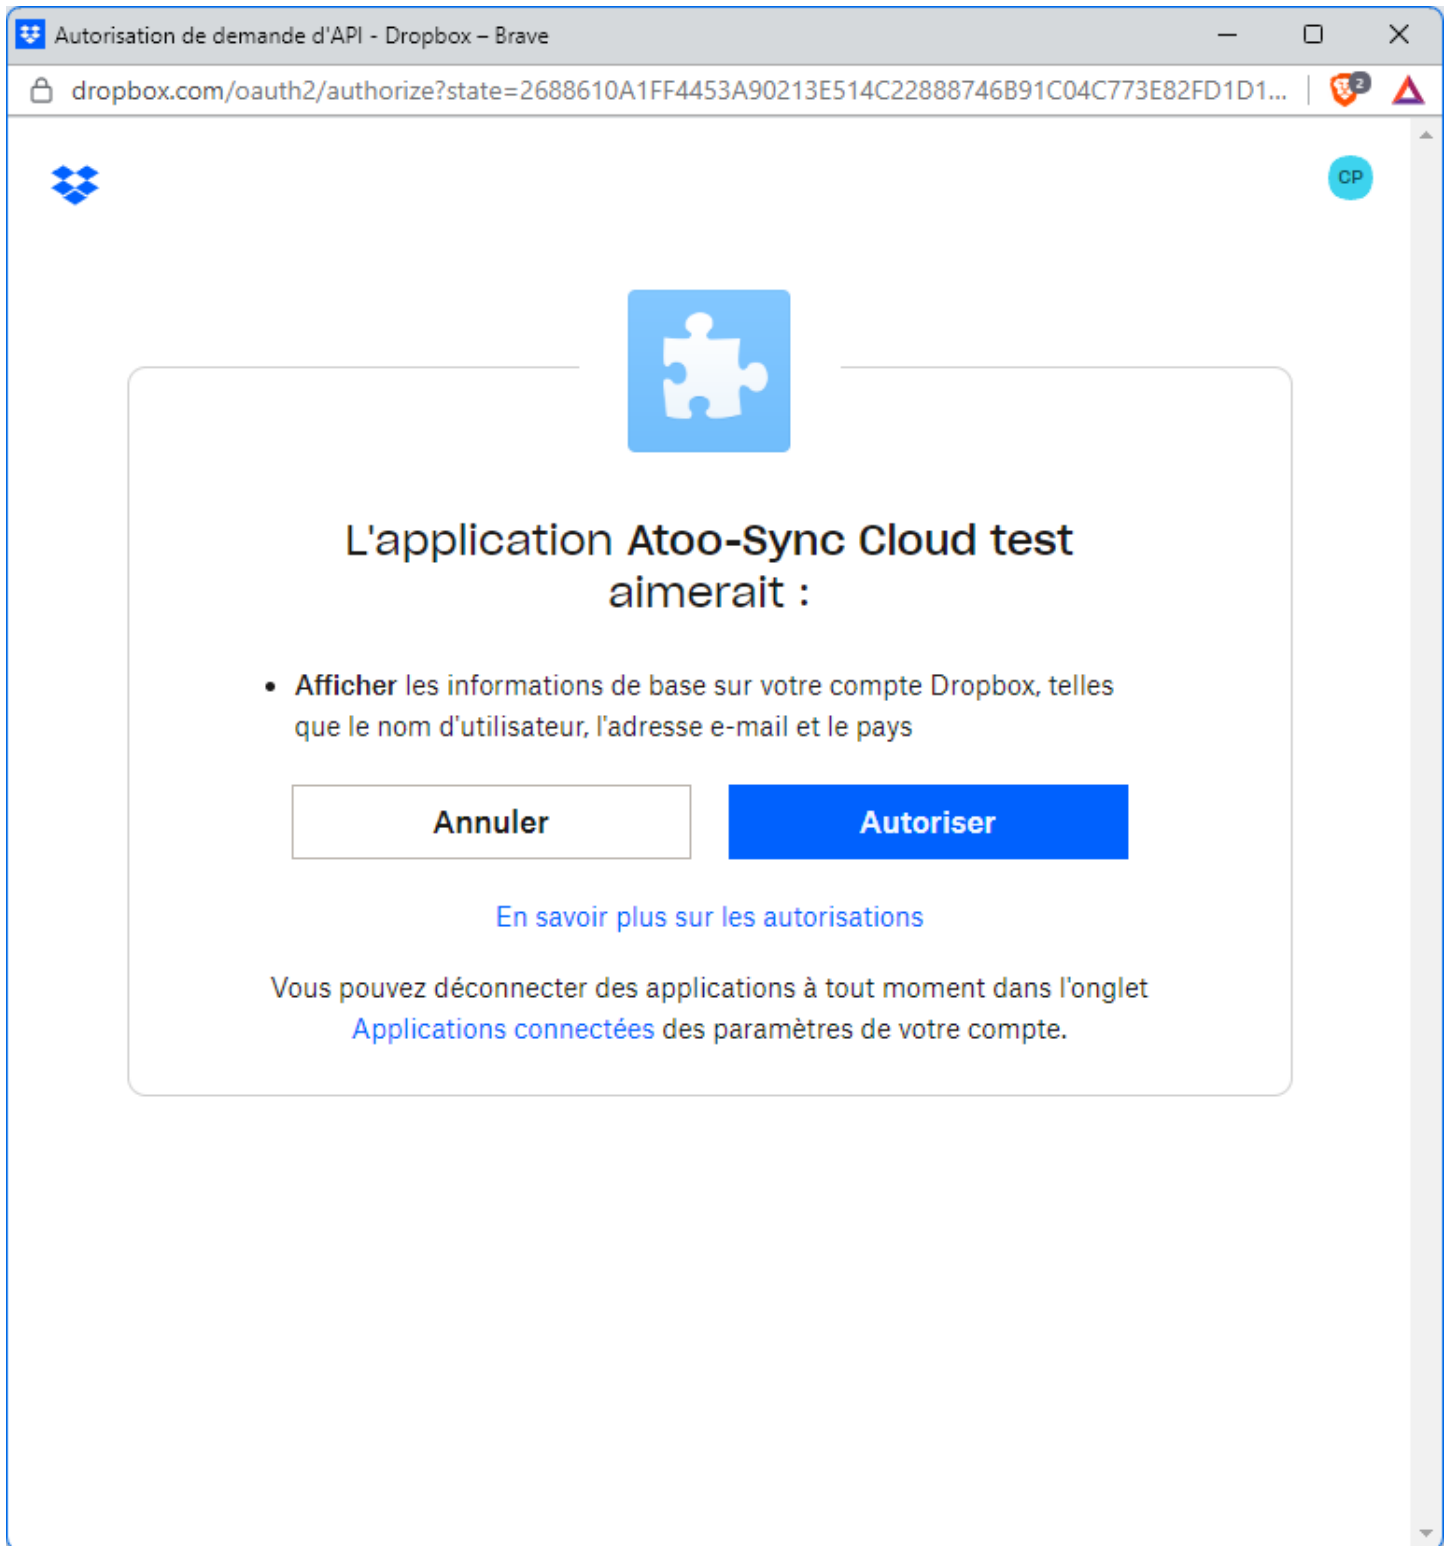 Autorisation de demande d'API - Dropbox – Brave
dropbox.com/oauth2/authorize?state=2688610A1FF4453A90213E514C22888746B91C04C773E82FD1D1...
2
CP
L'application Atoo-Sync Cloud test
aimerait :
• Afficher les informations de base sur votre compte Dropbox, telles
que le nom d'utilisateur, l'adresse e-mail et le pays
Annuler
Autoriser
En savoir plus sur les autorisations
Vous pouvez déconnecter des applications à tout moment dans l'onglet
Applications connectées des paramètres de votre compte.